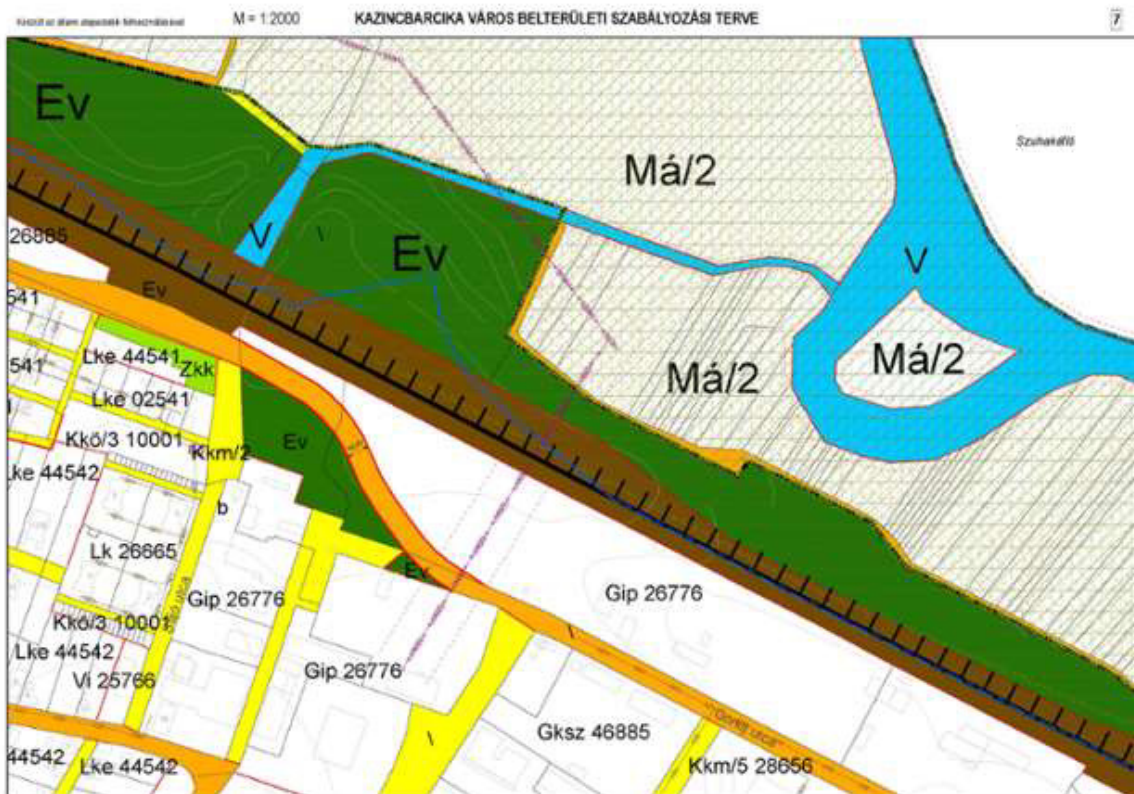 M = 1:2000
KAZINCBARCIKA VÁROS BELTERÜLETI SZABÁLYOZÁSI TERVE
7
Ev
Szuhakálló
Má/2
V
V
Ev
26885
Ev
541
Lke 44541
Zkk
Má/2
Má/2
541
Lke 02541
Kkö/3 10001
Kkm/2
Ev
Lke 44542
b
Lk 26665
Ev
Gip 26776
Gip 26776
Kkö/3 10001
Lke 44542
Gip 26776
Vi 25766
Gorkij utca
Gksz 46885
44542
Lke 44542
Kkm/5 28656